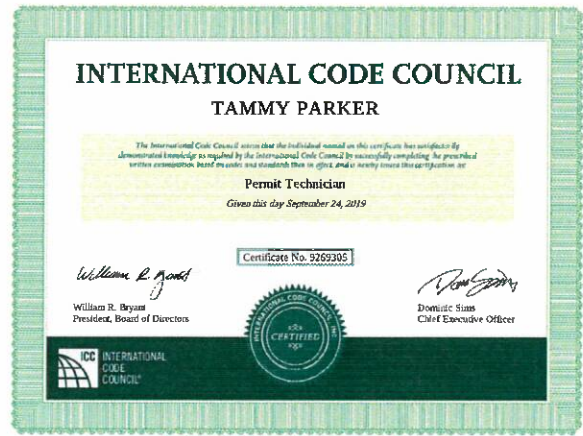 INTERNATIONAL CODE COUNCIL
TAMMY PARKER
The International Code Council attests that the individual named on this certificate has satisfactorily
demonstrated knowledge as required by the International Code Council by successfully completing the prescribed
written examination based on codes and standards then in effect, and is hereby issued this certification as:
Permit Technician
Given this day September 24, 2019
Certificate No. 9269305
William R. Bryant
President, Board of Directors
Dominic Sims
Chief Executive Officer
INTERNATIONAL CODE COUNCIL, INC
CERTIFIED
ICC INTERNATIONAL
CODE
COUNCIL®